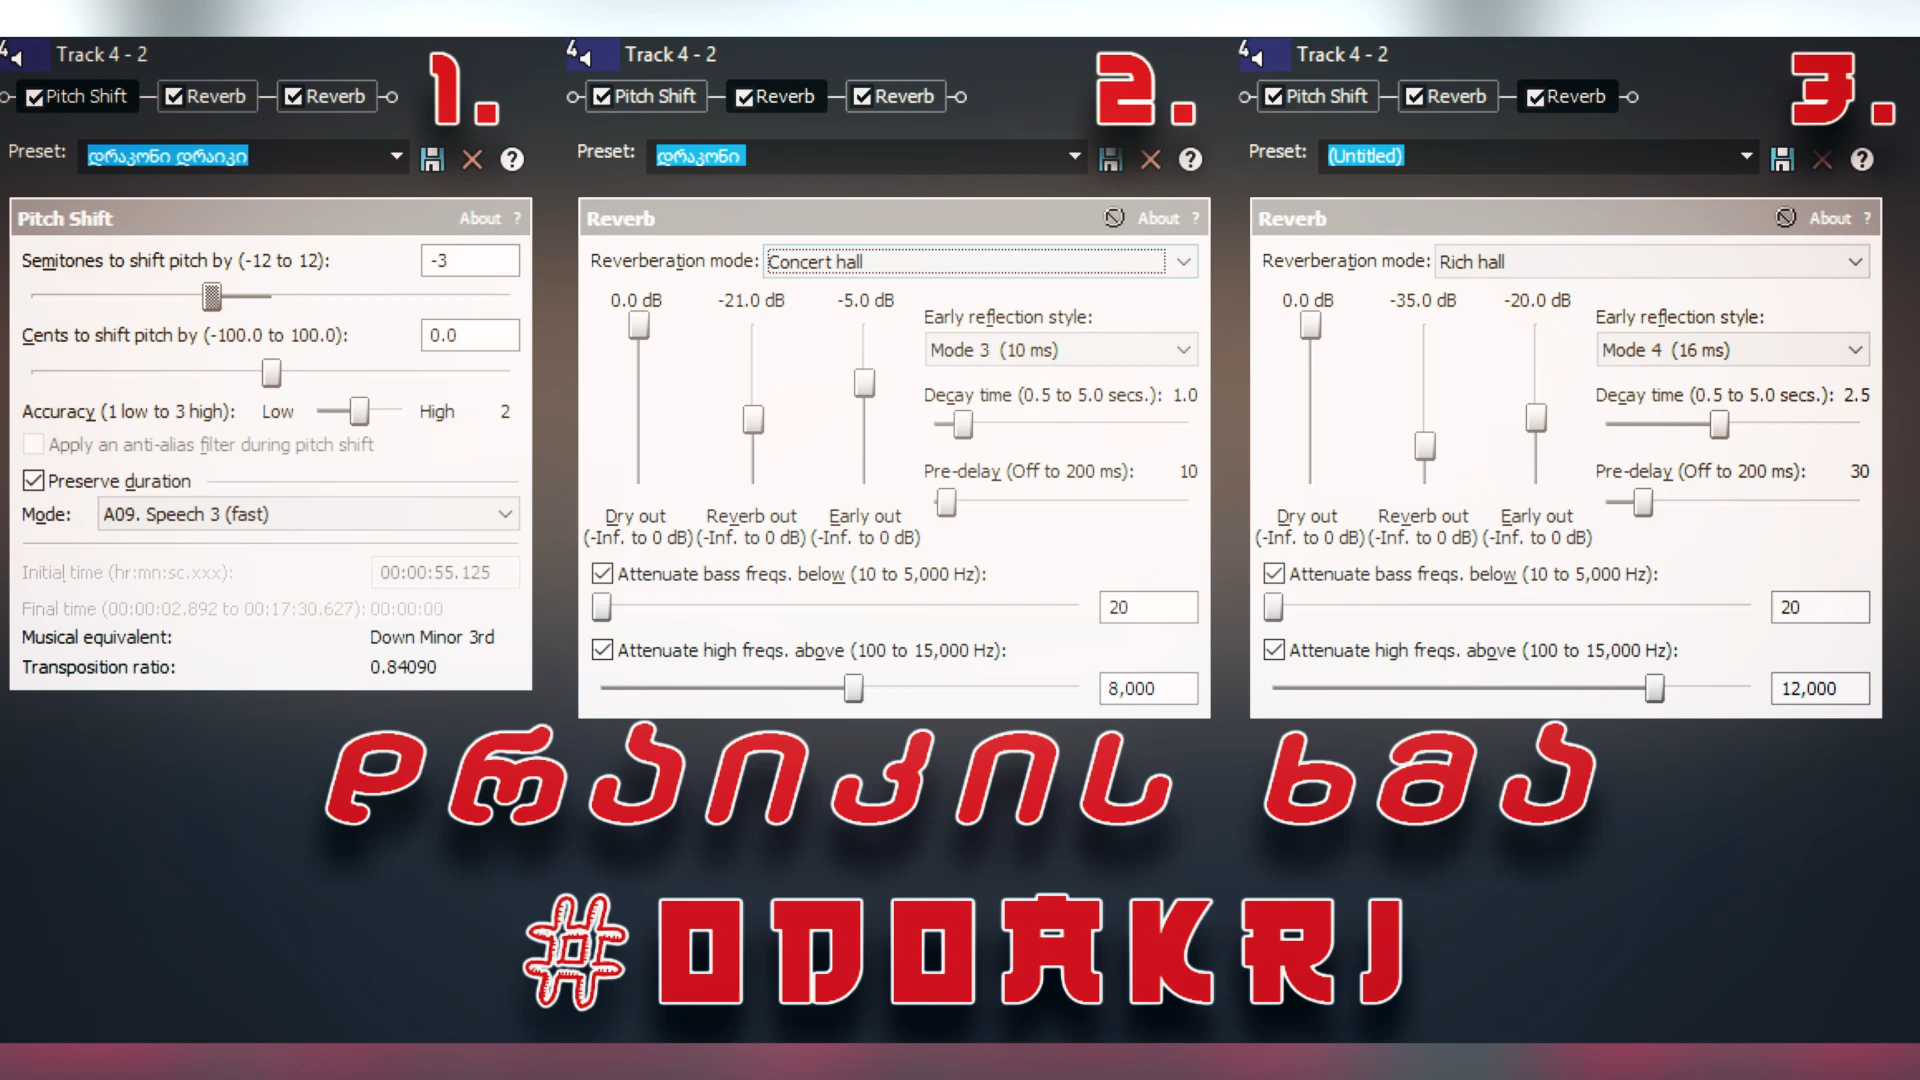 4 Track 4 - 2
1.
Pitch Shift Reverb Reverb
Preset: დრაკონი დრაიკი
Pitch Shift About ?
Semitones to shift pitch by (-12 to 12): -3
Cents to shift pitch by (-100.0 to 100.0): 0.0
Accuracy (1 low to 3 high): Low High 2
Apply an anti-alias filter during pitch shift
Preserve duration
Mode: A09. Speech 3 (fast)
Initial time (hr:mn:sc.xxx): 00:00:55.125
Final time (00:00:02.892 to 00:17:30.627): 00:00:00
Musical equivalent: Down Minor 3rd
Transposition ratio: 0.84090
4 Track 4 - 2
2.
Pitch Shift Reverb Reverb
Preset: დრაკონი
Reverb About ?
Reverberation mode: Concert hall
0.0 dB -21.0 dB -5.0 dB
Early reflection style:
Mode 3 (10 ms)
Decay time (0.5 to 5.0 secs.): 1.0
Pre-delay (Off to 200 ms): 10
Dry out Reverb out Early out
(-Inf. to 0 dB) (-Inf. to 0 dB) (-Inf. to 0 dB)
Attenuate bass freqs. below (10 to 5,000 Hz):
20
Attenuate high freqs. above (100 to 15,000 Hz):
8,000
4 Track 4 - 2
3.
Pitch Shift Reverb Reverb
Preset: (Untitled)
Reverb About ?
Reverberation mode: Rich hall
0.0 dB -35.0 dB -20.0 dB
Early reflection style:
Mode 4 (16 ms)
Decay time (0.5 to 5.0 secs.): 2.5
Pre-delay (Off to 200 ms): 30
Dry out Reverb out Early out
(-Inf. to 0 dB) (-Inf. to 0 dB) (-Inf. to 0 dB)
Attenuate bass freqs. below (10 to 5,000 Hz):
20
Attenuate high freqs. above (100 to 15,000 Hz):
12,000
დრაიკის ხმა
#ODOAKRJ